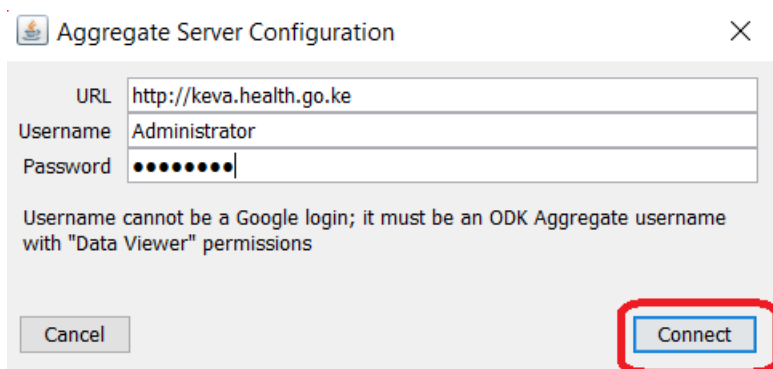 Aggregate Server Configuration
URL http://keva.health.go.ke
Username Administrator
Password ●●●●●●●●
Username cannot be a Google login; it must be an ODK Aggregate username
with "Data Viewer" permissions
Cancel Connect